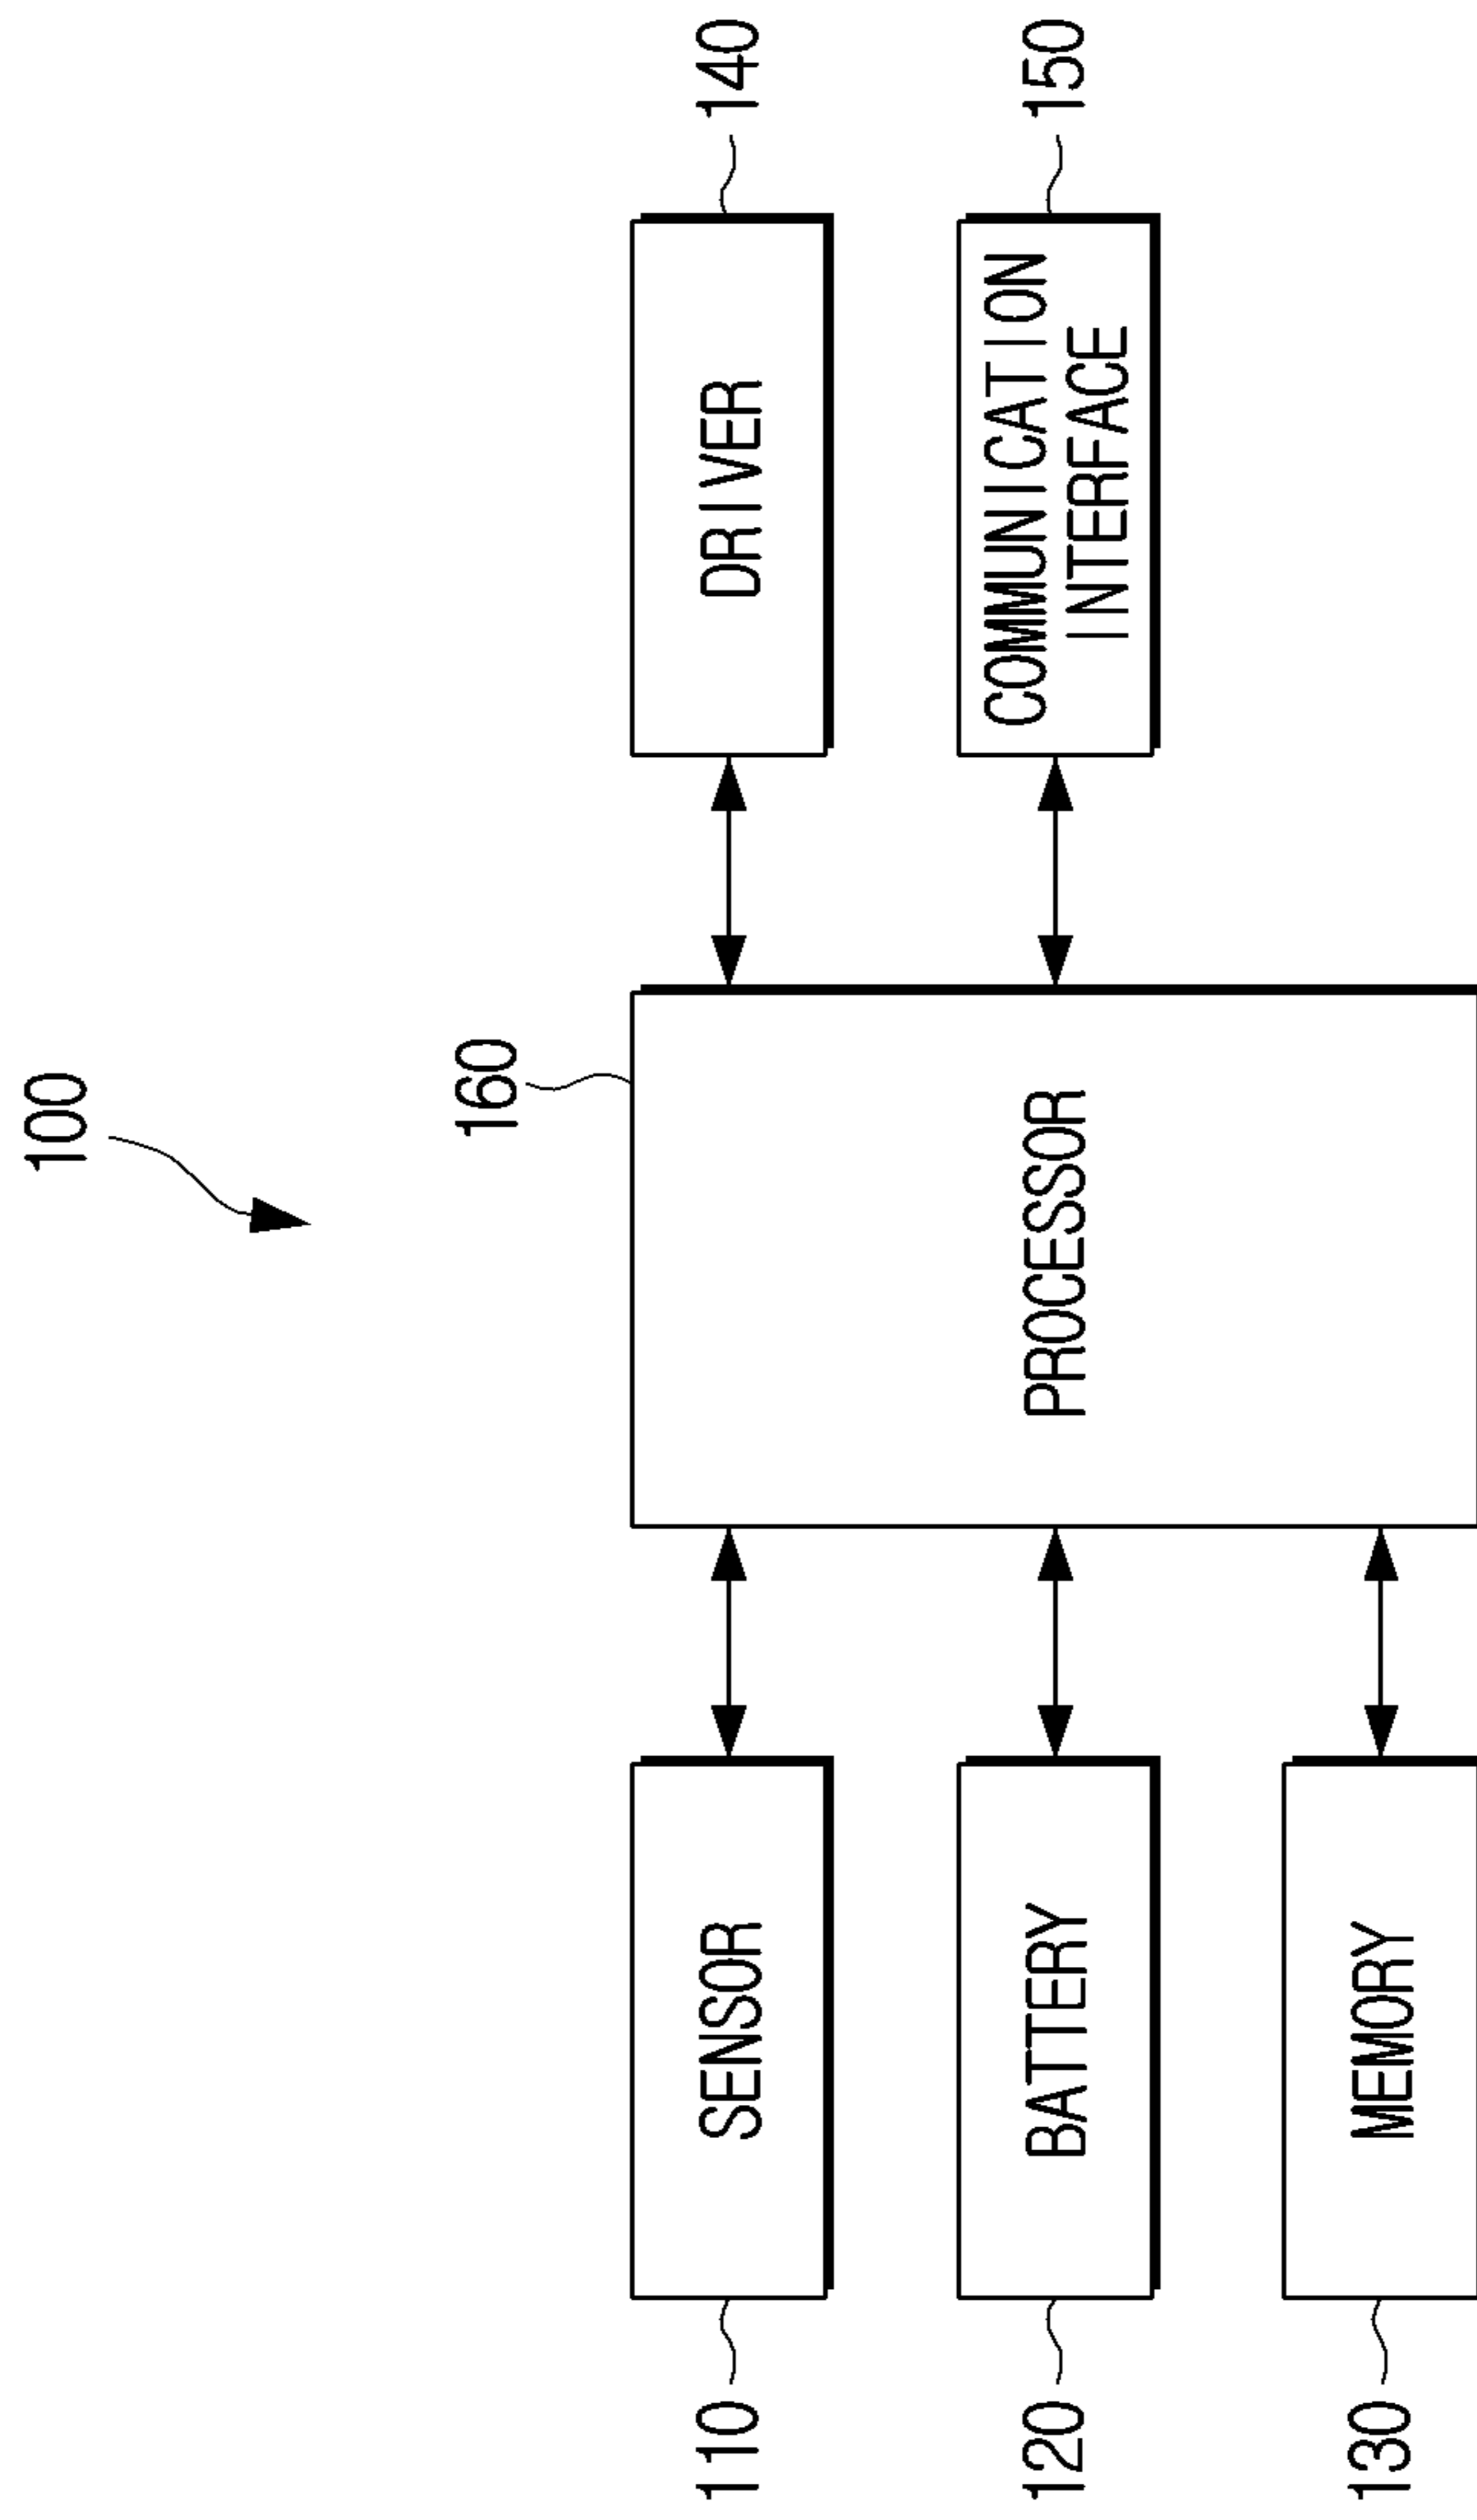 100
160
110
SENSOR
PROCESSOR
DRIVER
140
120
BATTERY
COMMUNICATION
INTERFACE
150
130
MEMORY